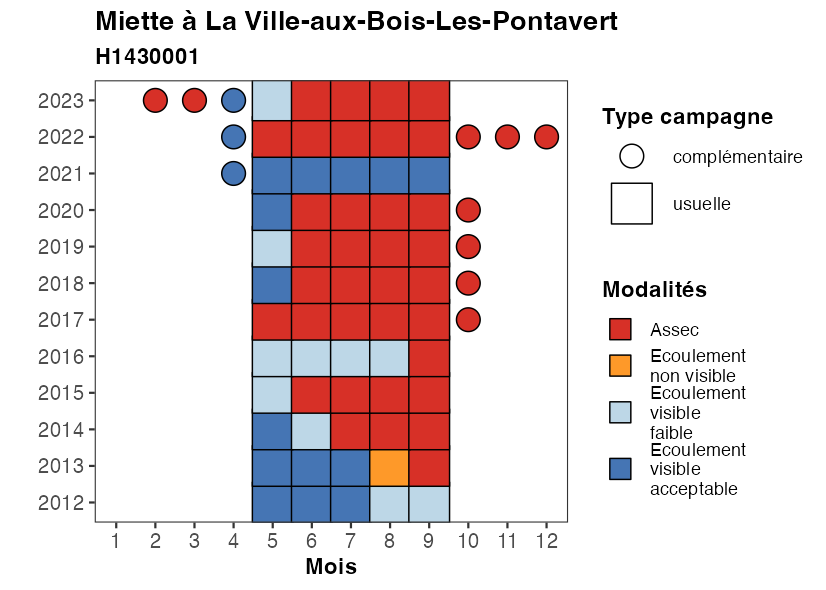 Miette à La Ville-aux-Bois-Les-Pontavert
H1430001
2023
2022
2021
2020
2019
2018
2017
2016
2015
2014
2013
2012
1 2 3 4 5 6 7 8 9 10 11 12
Mois
Type campagne
complémentaire
usuelle
Modalités
Assec
Ecoulement
non visible
Ecoulement
visible
faible
Ecoulement
visible
acceptable